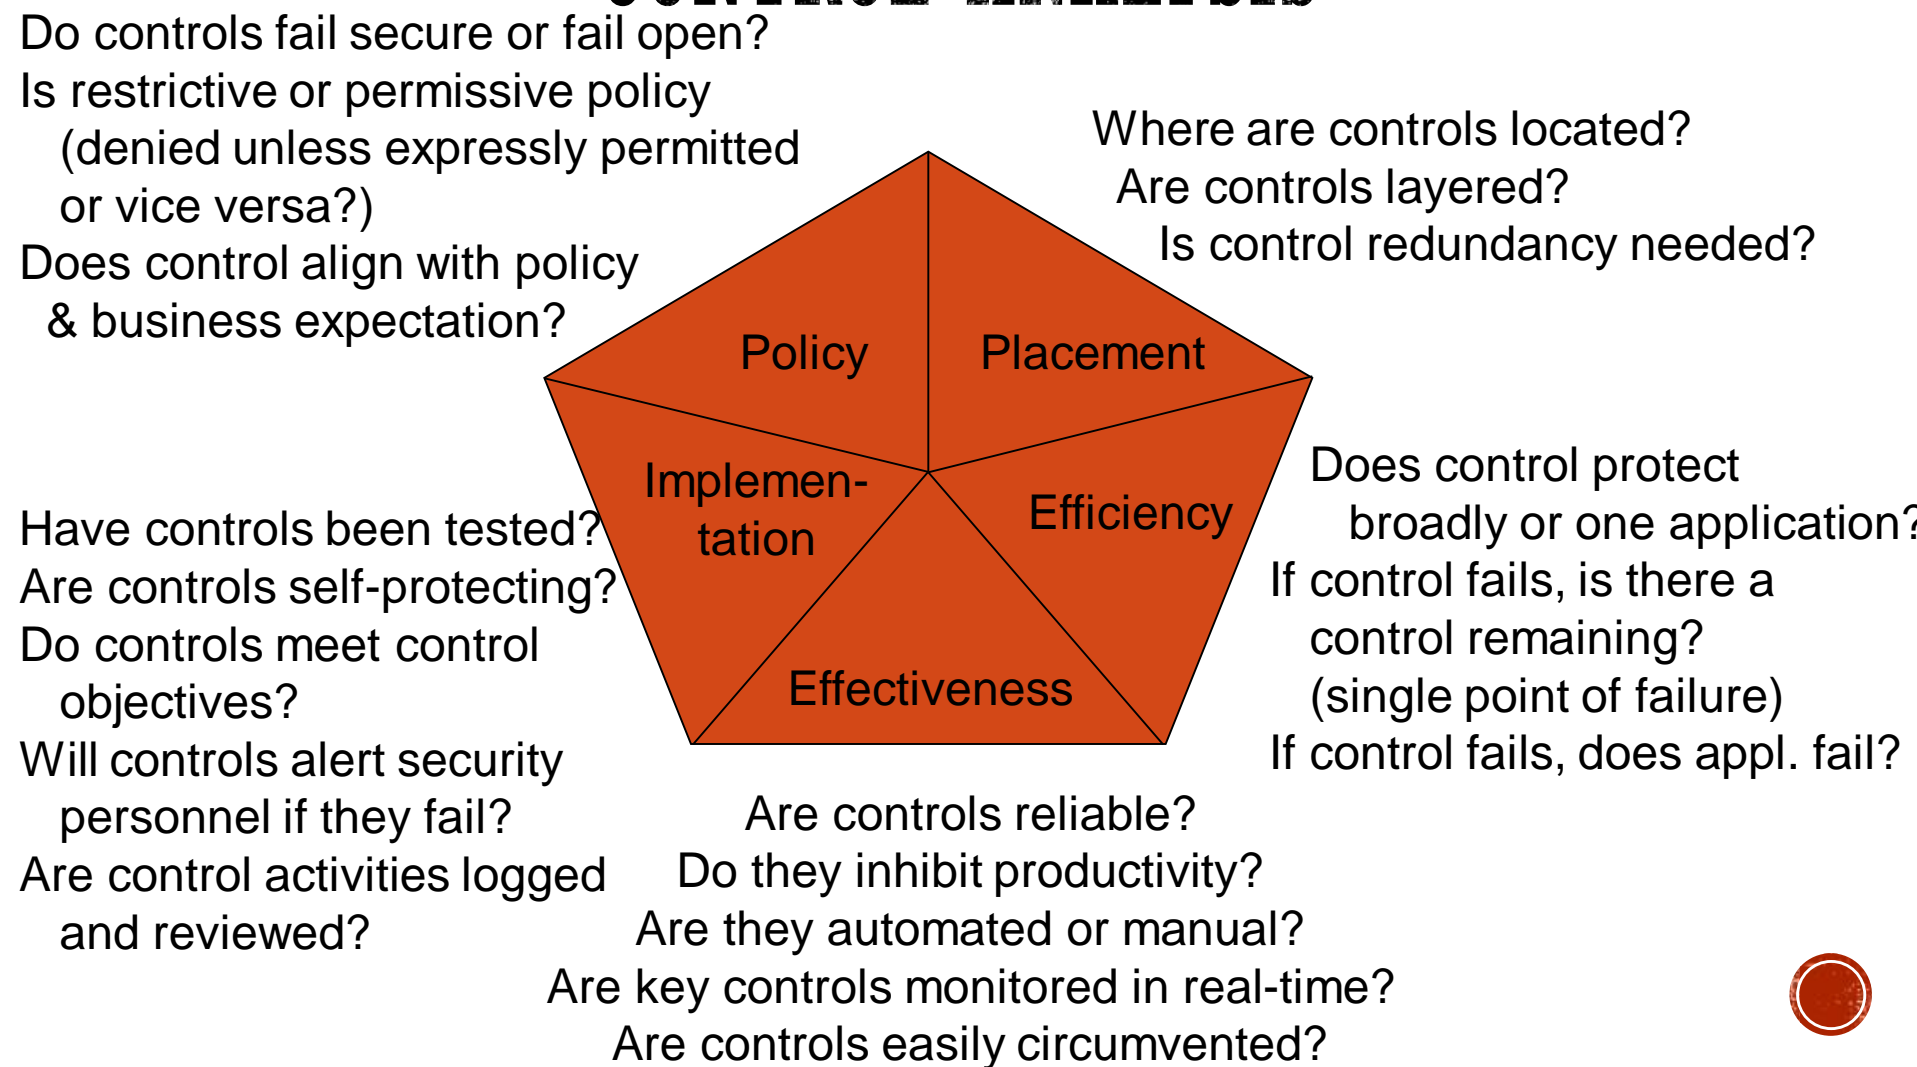 Do controls fail secure or fail open?
Is restrictive or permissive policy
(denied unless expressly permitted
or vice versa?)
Does control align with policy
& business expectation?
Where are controls located?
Are controls layered?
Is control redundancy needed?
Policy
Placement
Implemen-
tation
Efficiency
Effectiveness
Have controls been tested?
Are controls self-protecting?
Do controls meet control
objectives?
Will controls alert security
personnel if they fail?
Are control activities logged
and reviewed?
Does control protect
broadly or one application?
If control fails, is there a
control remaining?
(single point of failure)
If control fails, does appl. fail?
Are controls reliable?
Do they inhibit productivity?
Are they automated or manual?
Are key controls monitored in real-time?
Are controls easily circumvented?